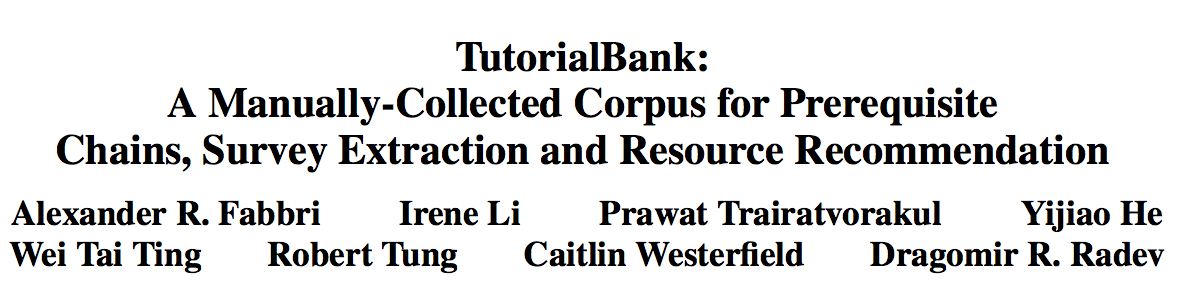 TutorialBank:
A Manually-Collected Corpus for Prerequisite
Chains, Survey Extraction and Resource Recommendation
Alexander R. Fabbri Irene Li Prawat Trairatvorakul Yijiao He
Wei Tai Ting Robert Tung Caitlin Westerfield Dragomir R. Radev